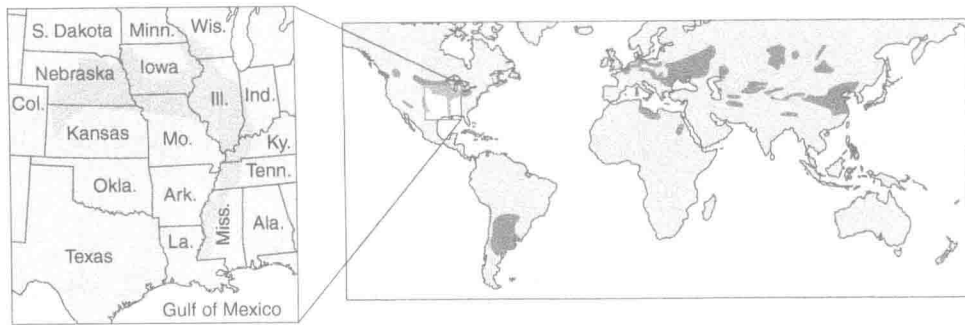 S. Dakota Minn. Wis.
Nebraska Iowa
Ill. Ind.
Col. Kansas Mo. Ky.
Okla. Ark. Tenn.
Miss. Ala.
Texas La.
Gulf of Mexico